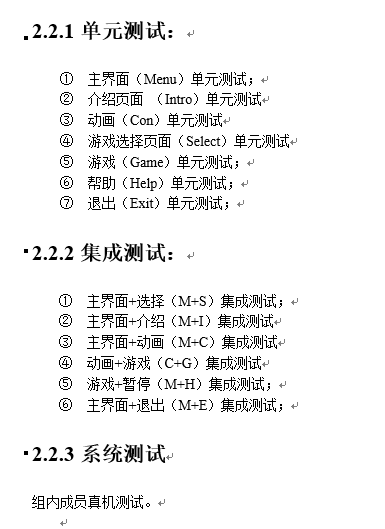 2.2.1 单元测试：
① 主界面（Menu）单元测试；
② 介绍页面 （Intro）单元测试
③ 动画（Con）单元测试
④ 游戏选择页面（Select）单元测试
⑤ 游戏（Game）单元测试；
⑥ 帮助（Help）单元测试；
⑦ 退出（Exit）单元测试；
2.2.2 集成测试：
① 主界面+选择（M+S）集成测试；
② 主界面+介绍（M+I）集成测试
③ 主界面+动画（M+C）集成测试
④ 动画+游戏（C+G）集成测试
⑤ 游戏+暂停（M+H）集成测试；
⑥ 主界面+退出（M+E）集成测试；
2.2.3 系统测试
组内成员真机测试。